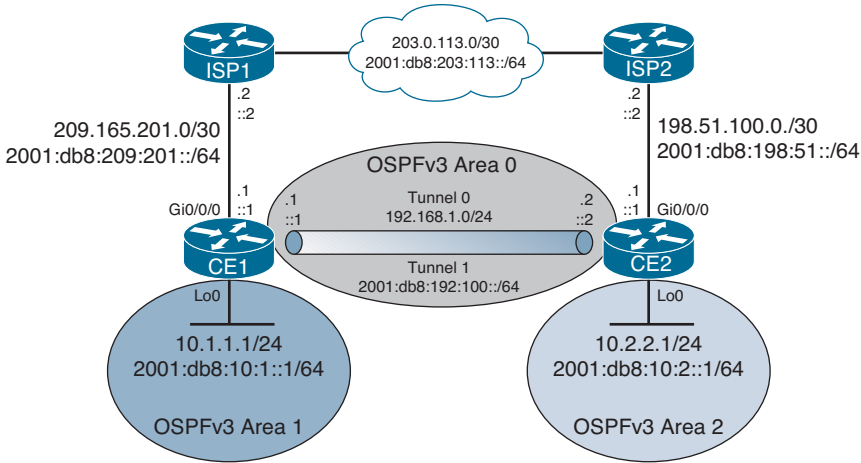 203.0.113.0/30
2001:db8:203:113::/64
ISP1
ISP2
.2
::2
.2
::2
209.165.201.0/30
2001:db8:209:201::/64
198.51.100.0./30
2001:db8:198:51::/64
OSPFv3 Area 0
.1
::1
Gi0/0/0
.1
::1
Tunnel 0
192.168.1.0/24
.2
::2
.1
::1
Gi0/0/0
CE1
CE2
Tunnel 1
2001:db8:192:100::/64
Lo0
Lo0
10.1.1.1/24
2001:db8:10:1::1/64
10.2.2.1/24
2001:db8:10:2::1/64
OSPFv3 Area 1
OSPFv3 Area 2